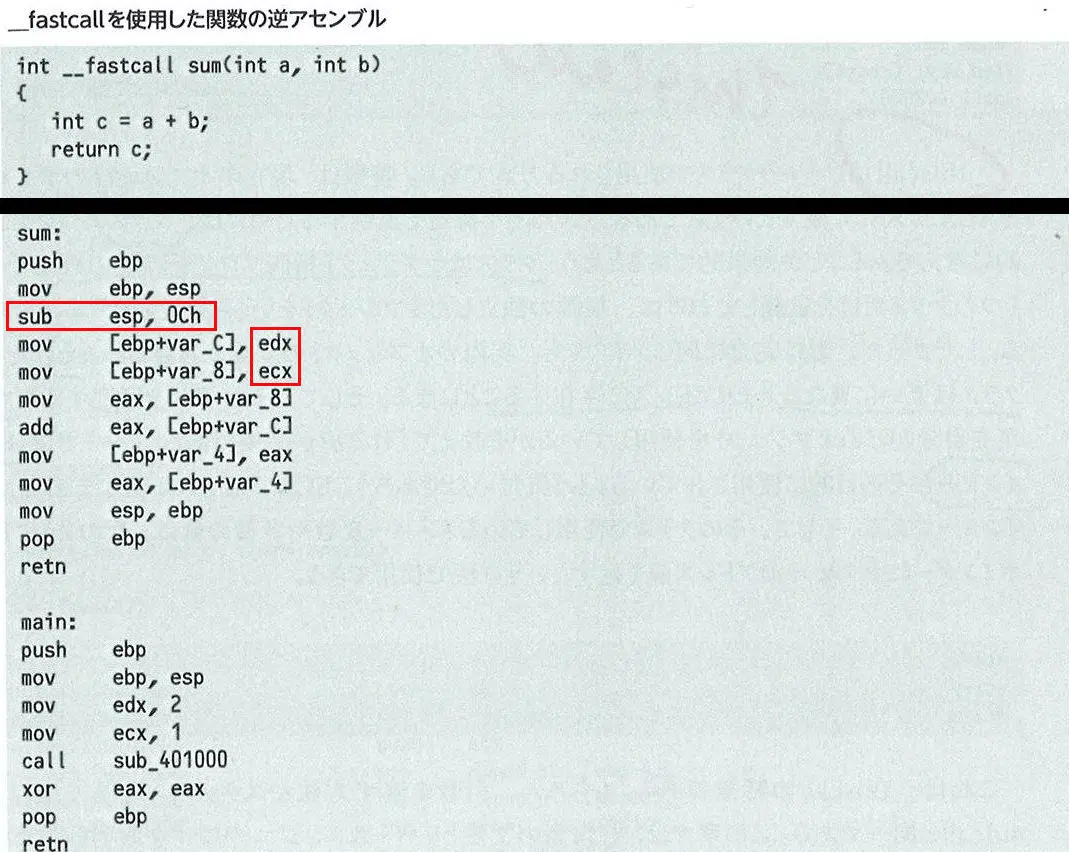 __fastcallを使用した関数の逆アセンブル
int __fastcall sum(int a, int b)
{
int c = a + b;
return c;
}
sum:
push ebp
mov ebp, esp
sub esp, 0Ch
mov [ebp+var_C], edx
mov [ebp+var_8], ecx
mov eax, [ebp+var_8]
add eax, [ebp+var_C]
mov [ebp+var_4], eax
mov eax, [ebp+var_4]
mov esp, ebp
pop ebp
retn
main:
push ebp
mov ebp, esp
mov edx, 2
mov ecx, 1
call sub_401000
xor eax, eax
pop ebp
retn